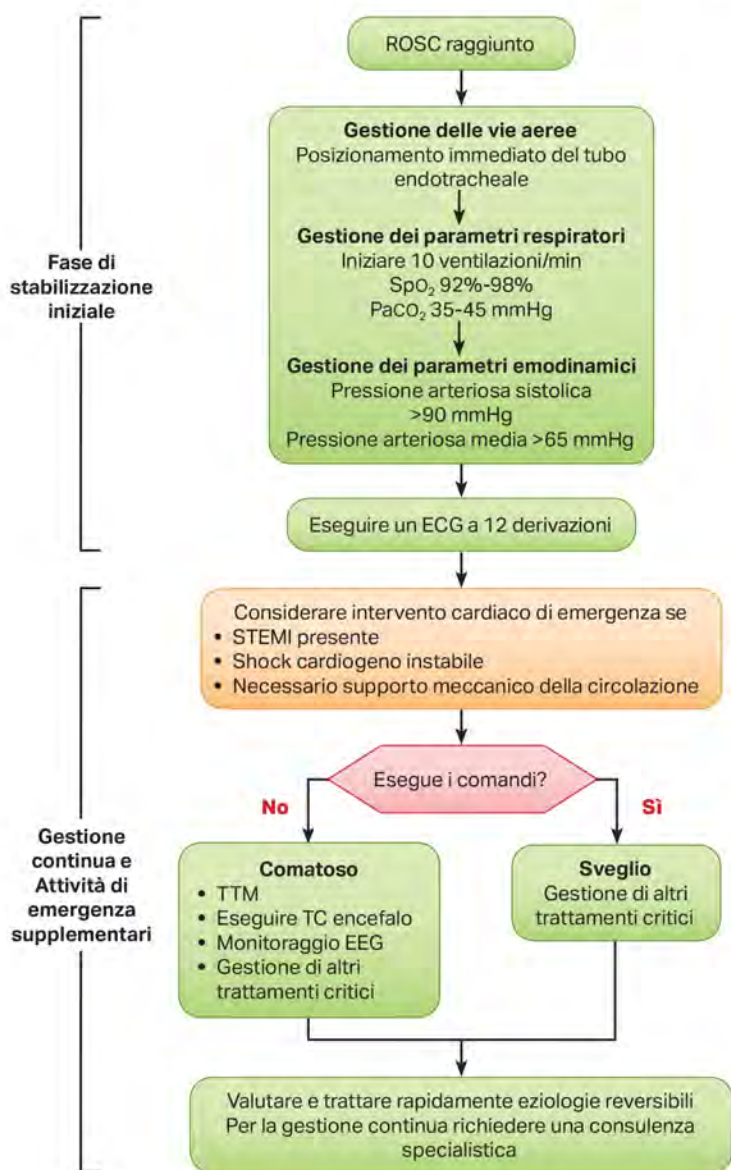 ROSC raggiunto
Fase di
stabilizzazione
iniziale
Gestione delle vie aeree
Posizionamento immediato del tubo
endotracheale
Gestione dei parametri respiratori
Iniziare 10 ventilazioni/min
SpO₂ 92%-98%
PaCO₂ 35-45 mmHg
Gestione dei parametri emodinamici
Pressione arteriosa sistolica
>90 mmHg
Pressione arteriosa media >65 mmHg
Eseguire un ECG a 12 derivazioni
Gestione
continua e
Attività di
emergenza
supplementari
Considerare intervento cardiaco di emergenza se
• STEMI presente
• Shock cardiogeno instabile
• Necessario supporto meccanico della circolazione
Esegue i comandi?
No
Sì
Comatoso
• TTM
• Eseguire TC encefalo
• Monitoraggio EEG
• Gestione di altri
trattamenti critici
Sveglio
Gestione di altri
trattamenti critici
Valutare e trattare rapidamente eziologie reversibili
Per la gestione continua richiedere una consulenza
specialistica